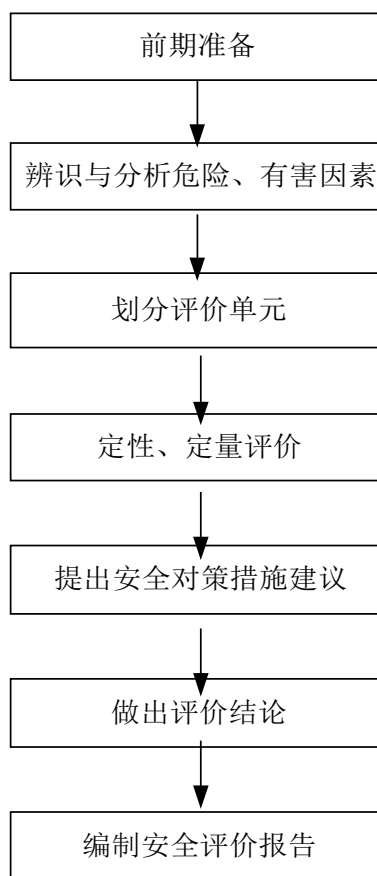 前期准备
辨识与分析危险、有害因素
划分评价单元
定性、定量评价
提出安全对策措施建议
做出评价结论
编制安全评价报告